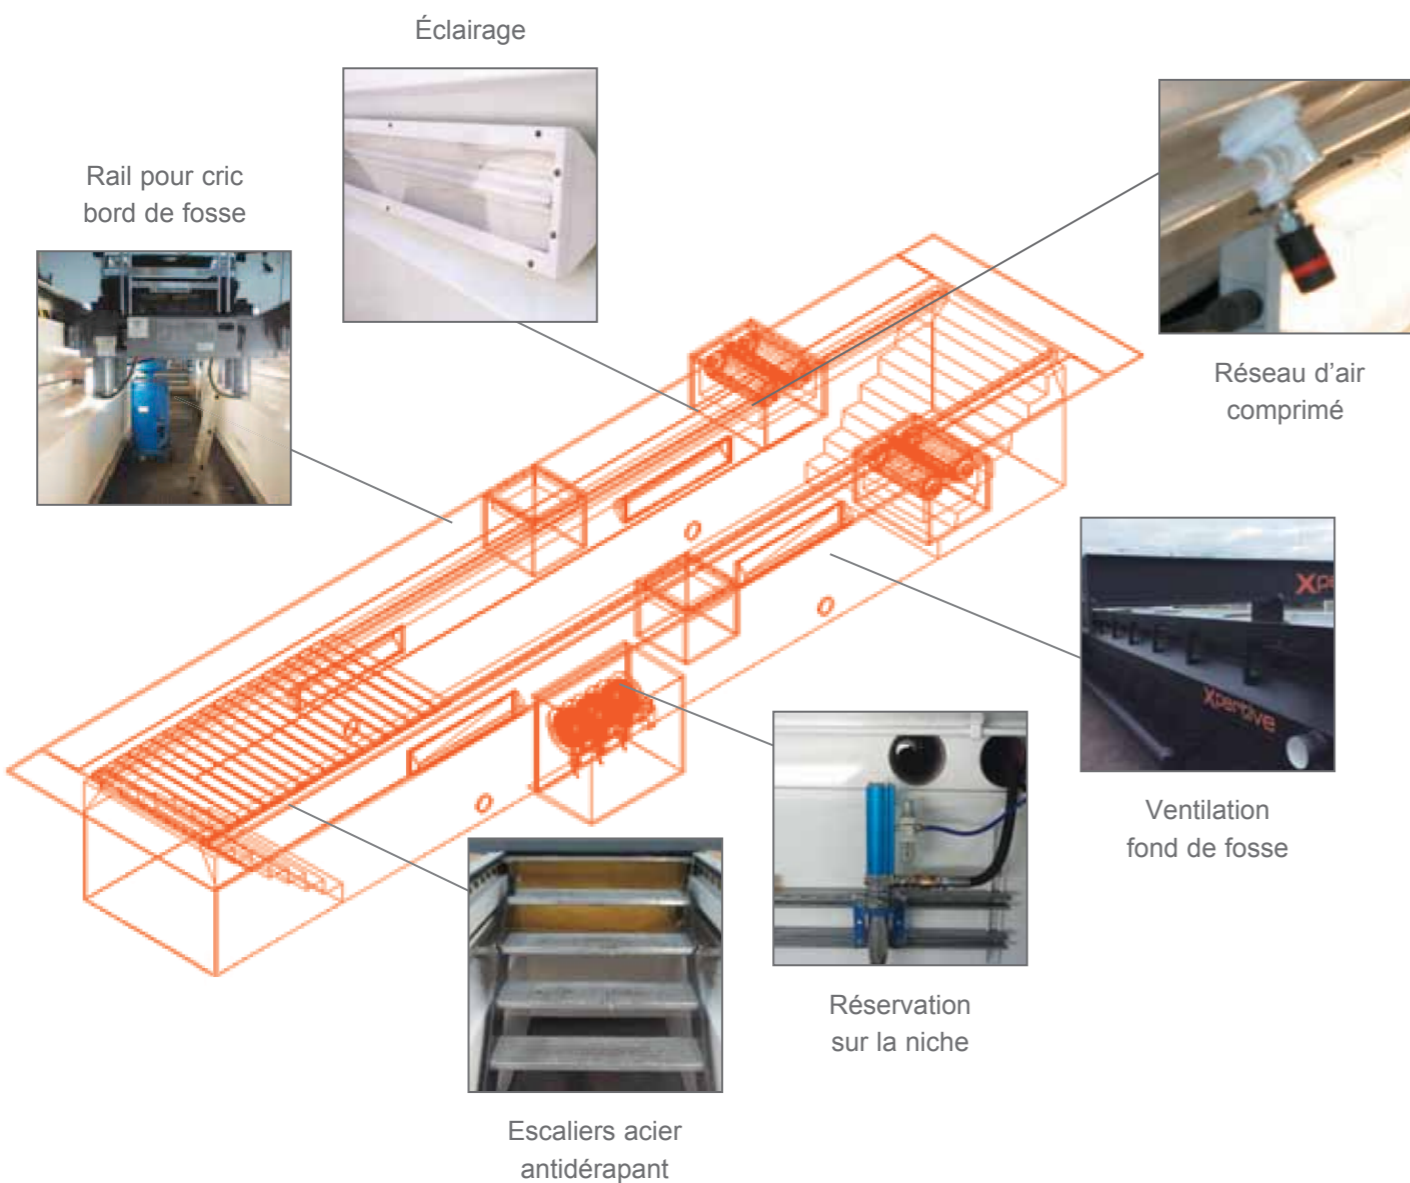 Éclairage
Rail pour cric
bord de fosse
Réseau d’air
comprimé
Xpertive
Ventilation
fond de fosse
Réservation
sur la niche
Escaliers acier
antidérapant